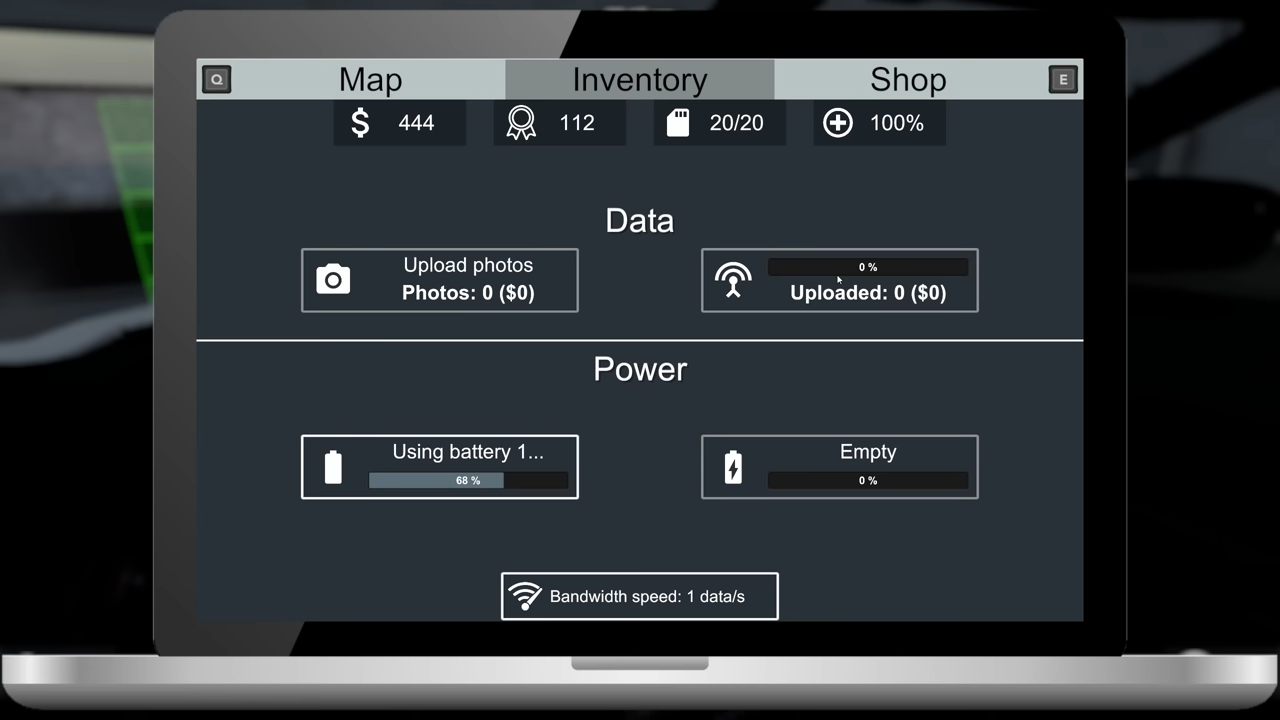 Q
Map
Inventory
Shop
E
$ 444
112
20/20
100%
Data
Upload photos
Photos: 0 ($0)
0 %
Uploaded: 0 ($0)
Power
Using battery 1...
68 %
Empty
0 %
Bandwidth speed: 1 data/s